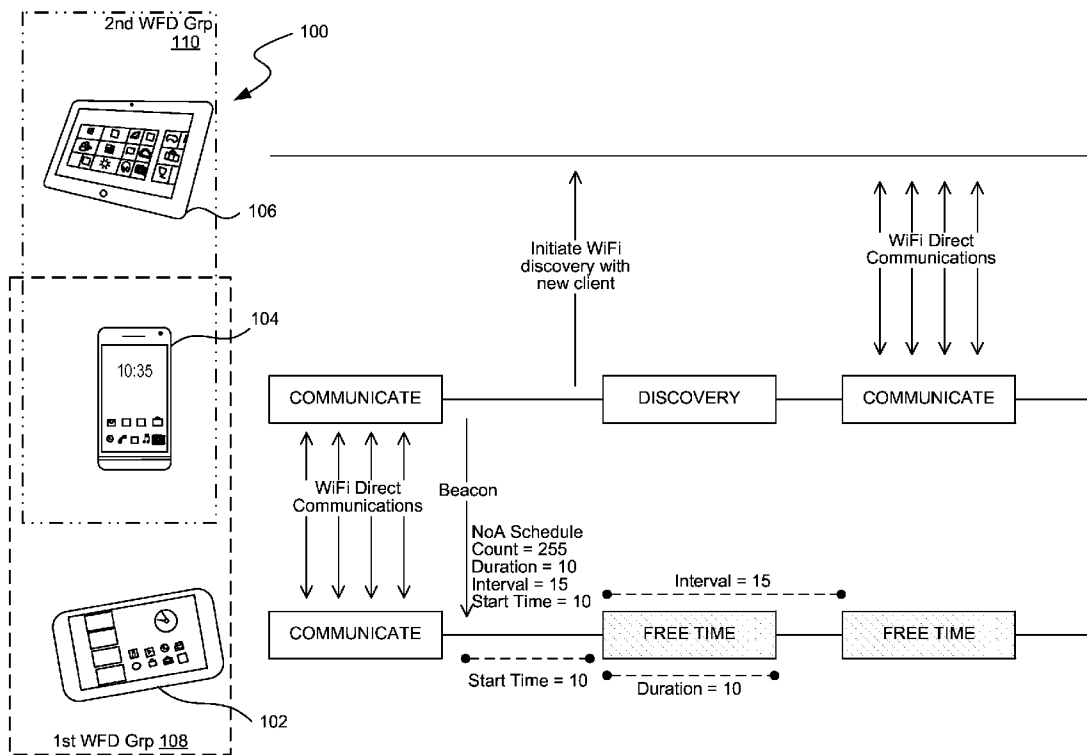 2nd WFD Grp
110
100
106
Initiate WiFi
discovery with
new client
WiFi Direct
Communications
104
10:35
COMMUNICATE
DISCOVERY
COMMUNICATE
WiFi Direct
Communications
Beacon
NoA Schedule
Count = 255
Duration = 10
Interval = 15
Start Time = 10
Interval = 15
COMMUNICATE
FREE TIME
FREE TIME
Start Time = 10
Duration = 10
102
1st WFD Grp 108